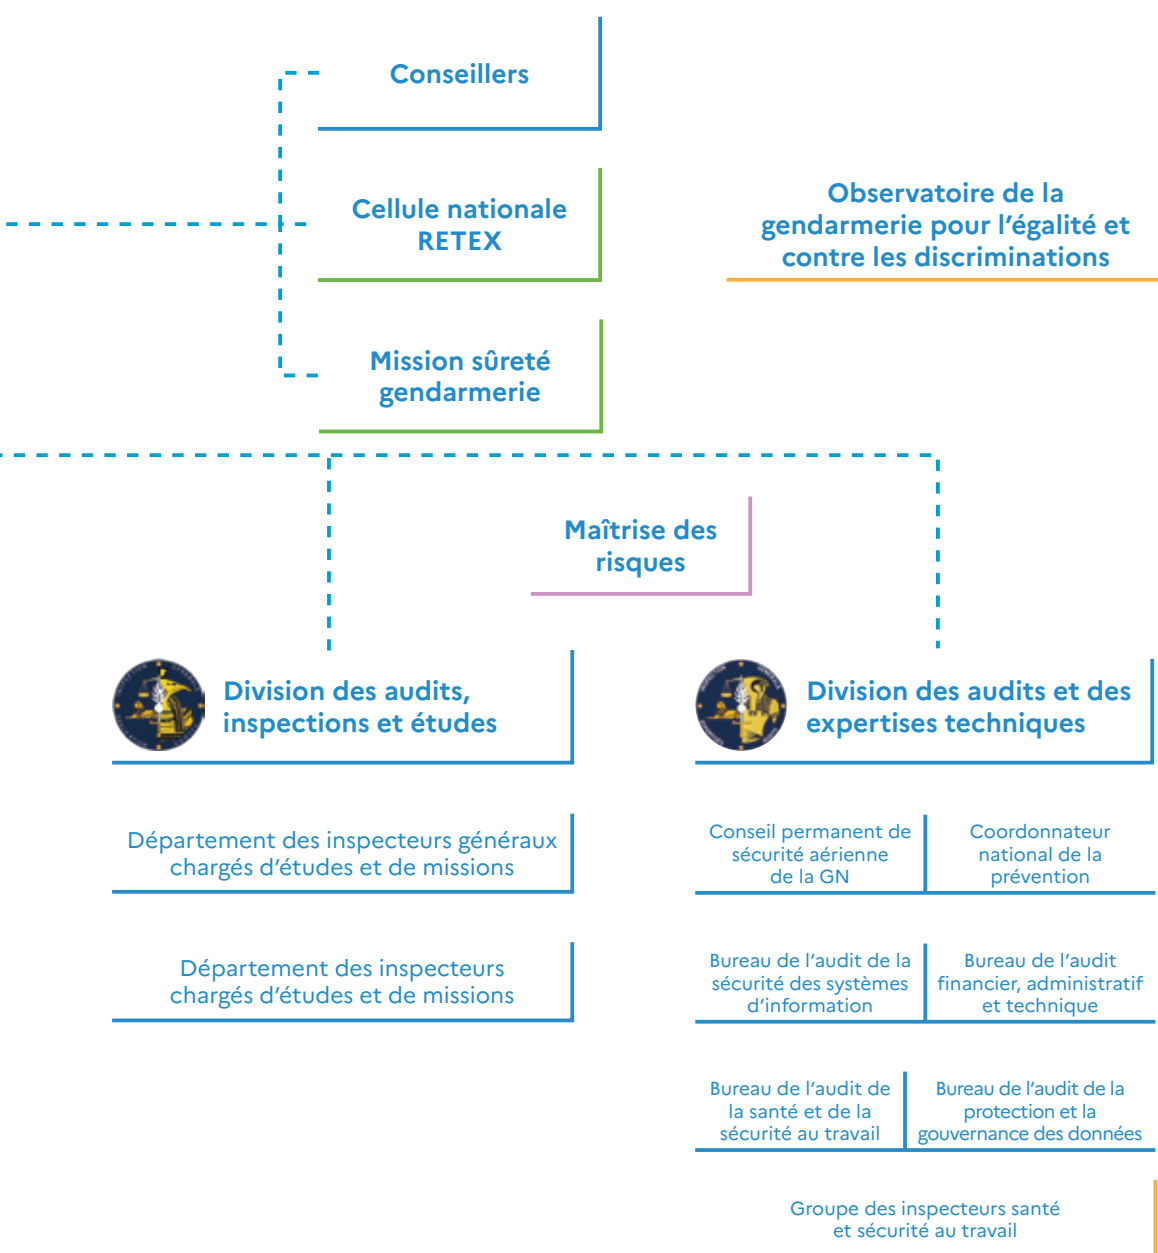 Conseillers
Cellule nationale
RETEX
Observatoire de la
gendarmerie pour l’égalité et
contre les discriminations
Mission sûreté
gendarmerie
Maîtrise des
risques
Division des audits,
inspections et études
Division des audits et des
expertises techniques
Département des inspecteurs généraux
chargés d’études et de missions
Département des inspecteurs
chargés d’études et de missions
Conseil permanent de
sécurité aérienne
de la GN
Coordonnateur
national de la
prévention
Bureau de l’audit de la
sécurité des systèmes
d’information
Bureau de l’audit
financier, administratif
et technique
Bureau de l’audit de
la santé et de la
sécurité au travail
Bureau de l’audit de la
protection et la
gouvernance des données
Groupe des inspecteurs santé
et sécurité au travail